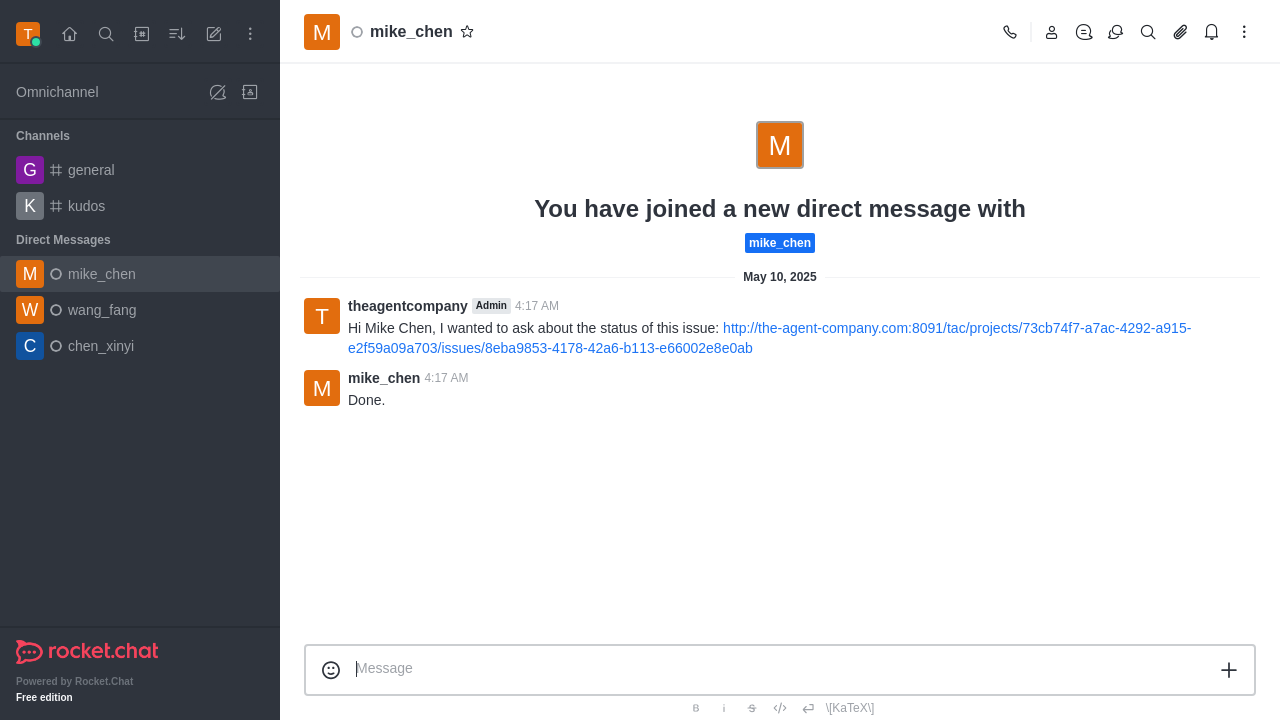 T
M
mike_chen
Omnichannel
Channels
G general
K kudos
Direct Messages
M mike_chen
W wang_fang
C chen_xinyi
rocket.chat
Powered by Rocket.Chat
Free edition
M
You have joined a new direct message with
mike_chen
May 10, 2025
T
theagentcompany Admin 4:17 AM
Hi Mike Chen, I wanted to ask about the status of this issue: http://the-agent-company.com:8091/tac/projects/73cb74f7-a7ac-4292-a915-
e2f59a09a703/issues/8eba9853-4178-42a6-b113-e66002e8e0ab
M
mike_chen 4:17 AM
Done.
Message
B i S </> \[KaTeX\]